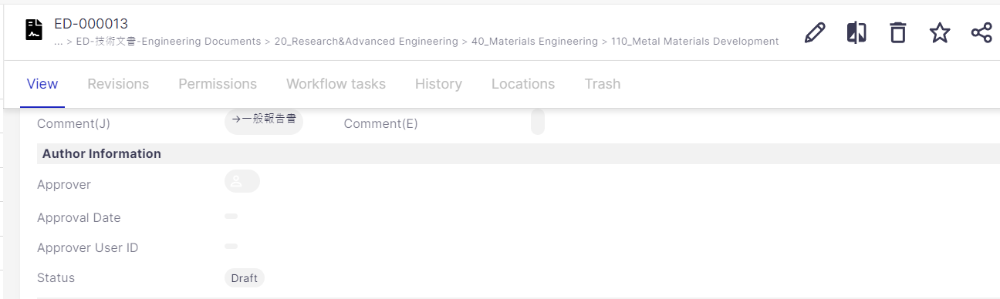 ED-000013
... > ED-技術文書-Engineering Documents > 20_Research&Advanced Engineering > 40_Materials Engineering > 110_Metal Materials Development
View Revisions Permissions Workflow tasks History Locations Trash
Comment(J) →一般報告書 Comment(E)
Author Information
Approver
Approval Date
Approver User ID
Status Draft